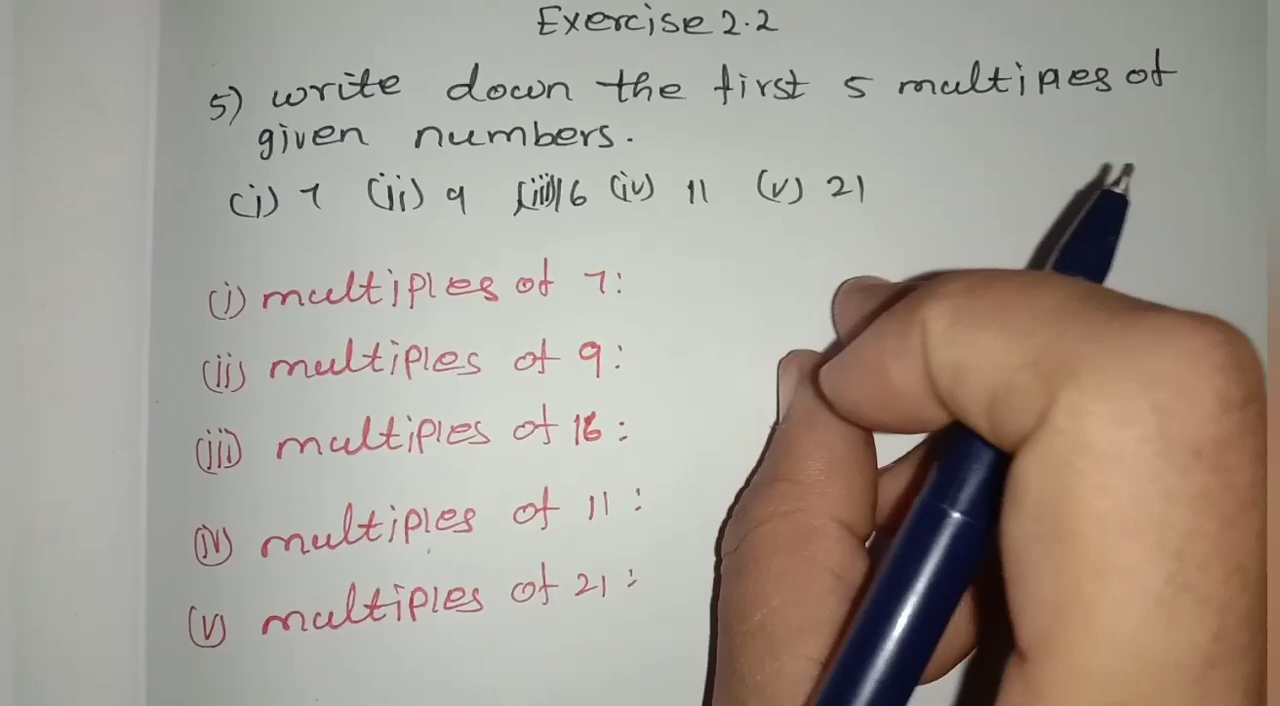 Exercise 2.2
5) write down the first 5 multiples of
given numbers.
(i) 7 (ii) 9 (iii) 16 (iv) 11 (v) 21
(i) multiples of 7:
(ii) multiples of 9:
(iii) multiples of 16:
(iv) multiples of 11:
(v) multiples of 21: